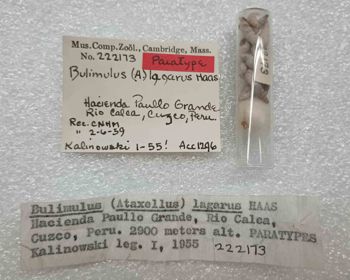 Mus.Comp.Zoöl., Cambridge, Mass.
No. 222173 Paratype
Bulimulus (A) lagarus Haas
Hacienda Paullo Grande
Rio Calca, Cuzco, Peru.
Rec. CNHM
" 2-6-59
Kalinowski 1-55! Acc 1296
Bulimulus (Ataxellus) lagarus HAAS
Hacienda Paullo Grande, Rio Calca,
Cuzco, Peru. 2900 meters alt. PARATYPES
Kalinowski leg. I, 1955 222173